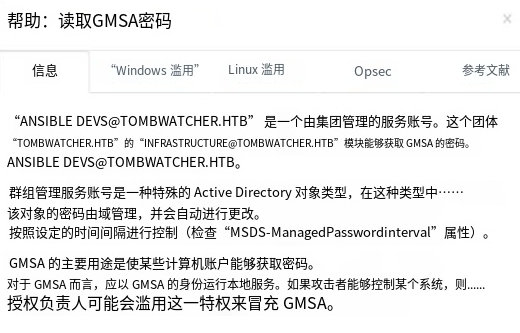 帮助：读取GMSA密码
×
信息 “Windows 滥用” Linux 滥用 Opsec 参考文献
“ANSIBLE DEVS@TOMBWATCHER.HTB” 是一个由集团管理的服务账号。这个团体
“TOMBWATCHER.HTB”的“INFRASTRUCTURE@TOMBWATCHER.HTB”模块能够获取 GMSA 的密码。
ANSIBLE DEVS@TOMBWATCHER.HTB。
群组管理服务账号是一种特殊的 Active Directory 对象类型，在这种类型中……
该对象的密码由域管理，并会自动进行更改。
按照设定的时间间隔进行控制（检查“MSDS-ManagedPasswordinterval”属性）。
GMSA 的主要用途是使某些计算机账户能够获取密码。
对于 GMSA 而言，应以 GMSA 的身份运行本地服务。如果攻击者能够控制某个系统，则......
授权负责人可能会滥用这一特权来冒充 GMSA。